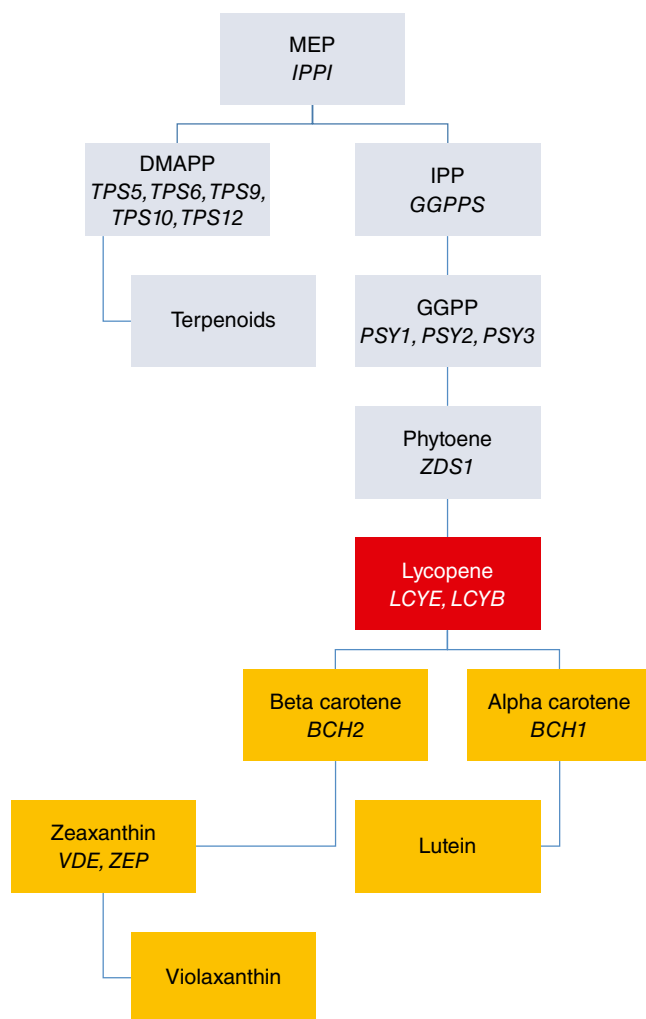 MEP
IPPI
DMAPP
TPS5, TPS6, TPS9,
TPS10, TPS12
IPP
GGPPS
Terpenoids
GGPP
PSY1, PSY2, PSY3
Phytoene
ZDS1
Lycopene
LCYE, LCYB
Beta carotene
BCH2
Alpha carotene
BCH1
Zeaxanthin
VDE, ZEP
Lutein
Violaxanthin